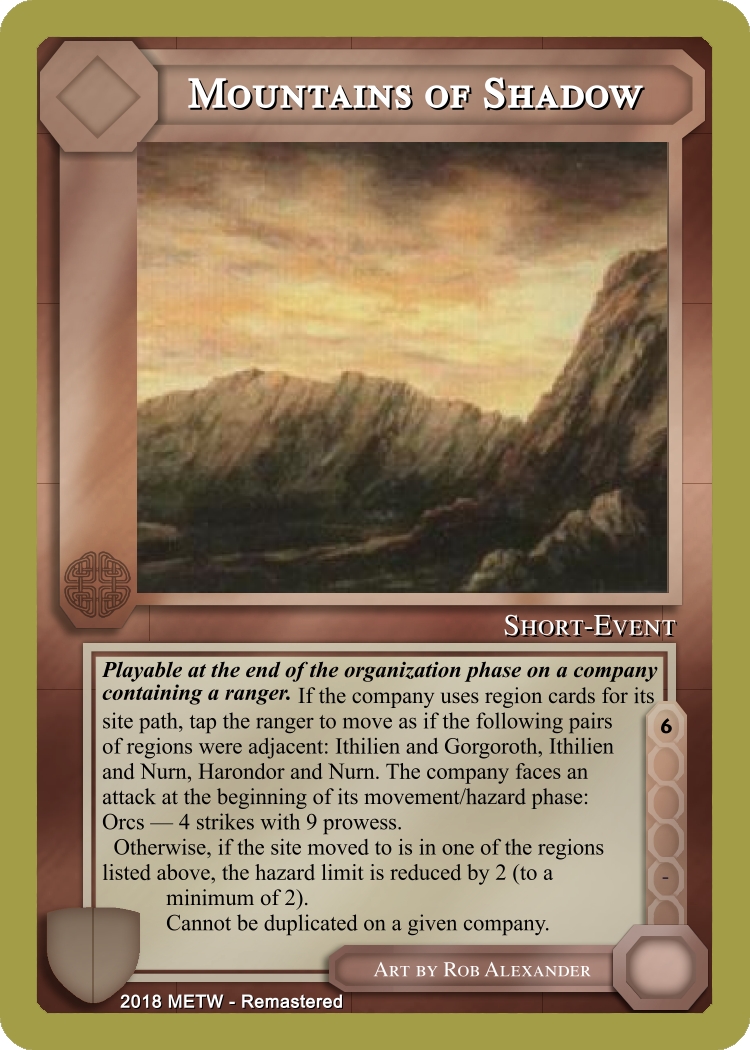 Mountains of Shadow
Short-Event
Playable at the end of the organization phase on a company
containing a ranger. If the company uses region cards for its
site path, tap the ranger to move as if the following pairs
of regions were adjacent: Ithilien and Gorgoroth, Ithilien
and Nurn, Harondor and Nurn. The company faces an
attack at the beginning of its movement/hazard phase:
Orcs — 4 strikes with 9 prowess.
Otherwise, if the site moved to is in one of the regions
listed above, the hazard limit is reduced by 2 (to a
minimum of 2).
Cannot be duplicated on a given company.
6
-
Art by Rob Alexander
2018 METW - Remastered